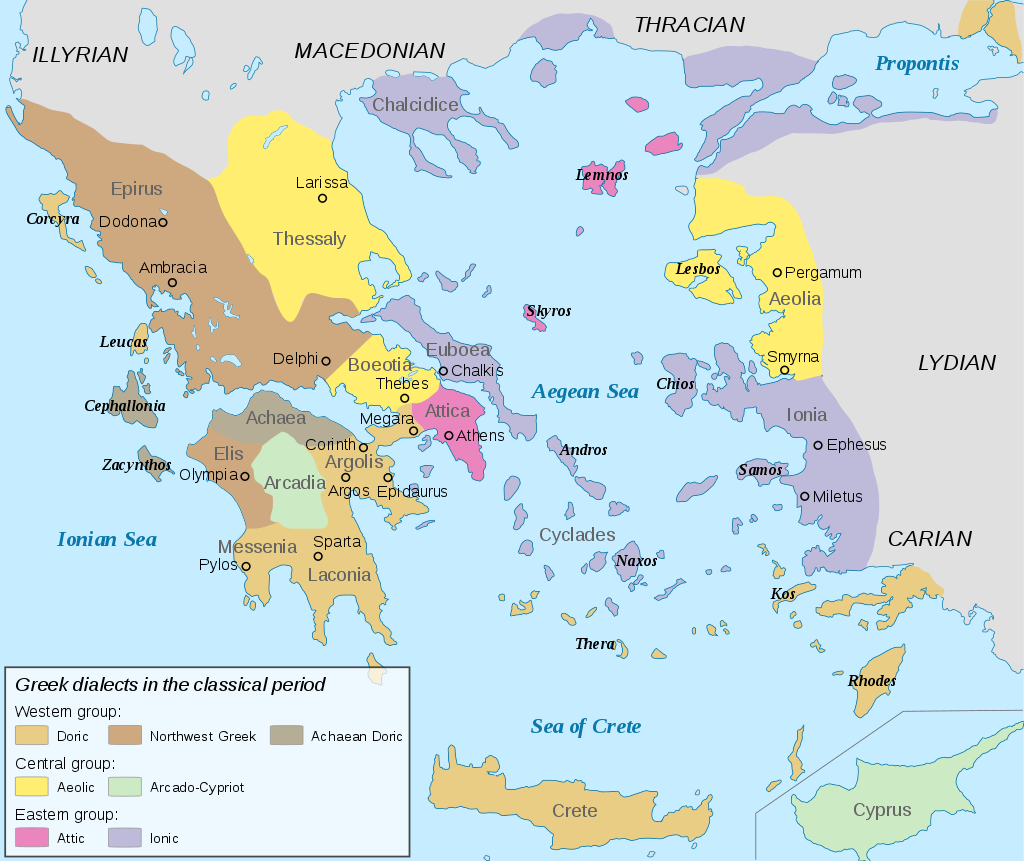 THRACIAN
ILLYRIAN
MACEDONIAN
Propontis
Chalcidice
Lemnos
Larissa
Epirus
Corcyra
Dodona
Thessaly
Ambracia
Lesbos
Pergamum
Aeolia
Skyros
Leucas
Euboea
Delphi
Boeotia
Chalkis
Smyrna
LYDIAN
Thebes
Aegean Sea
Chios
Cephallonia
Achaea
Megara
Attica
Ionia
Athens
Corinth
Ephesus
Elis
Andros
Zacynthos
Argolis
Samos
Olympia
Arcadia
Argos
Epidaurus
Miletus
Ionian Sea
Cyclades
CARIAN
Messenia
Sparta
Naxos
Pylos
Laconia
Kos
Thera
Rhodes
Greek dialects in the classical period
Western group:
Doric
Northwest Greek
Achaean Doric
Central group:
Aeolic
Arcado-Cypriot
Eastern group:
Attic
Ionic
Sea of Crete
Crete
Cyprus